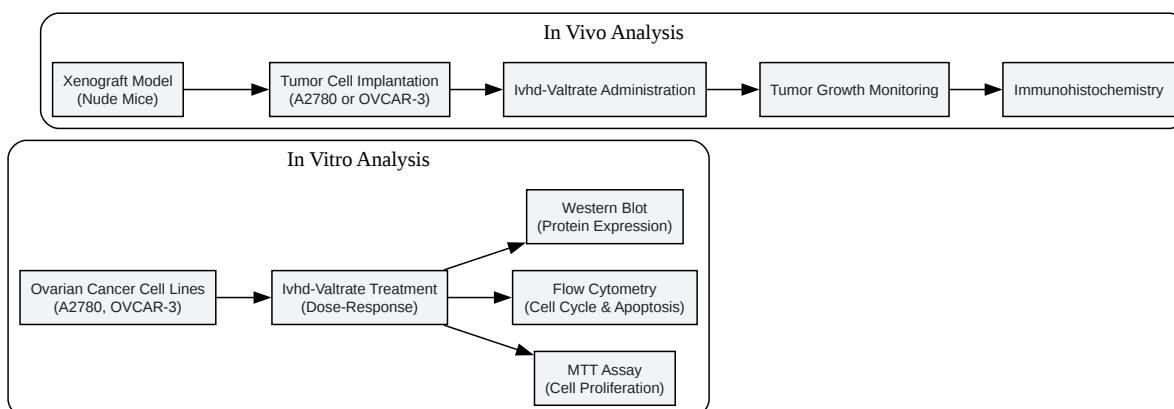 In Vivo Analysis
Xenograft Model
(Nude Mice)
Tumor Cell Implantation
(A2780 or OVCAR-3)
Ivhd-Valtrate Administration
Tumor Growth Monitoring
Immunohistochemistry
In Vitro Analysis
Ovarian Cancer Cell Lines
(A2780, OVCAR-3)
Ivhd-Valtrate Treatment
(Dose-Response)
Western Blot
(Protein Expression)
Flow Cytometry
(Cell Cycle & Apoptosis)
MTT Assay
(Cell Proliferation)